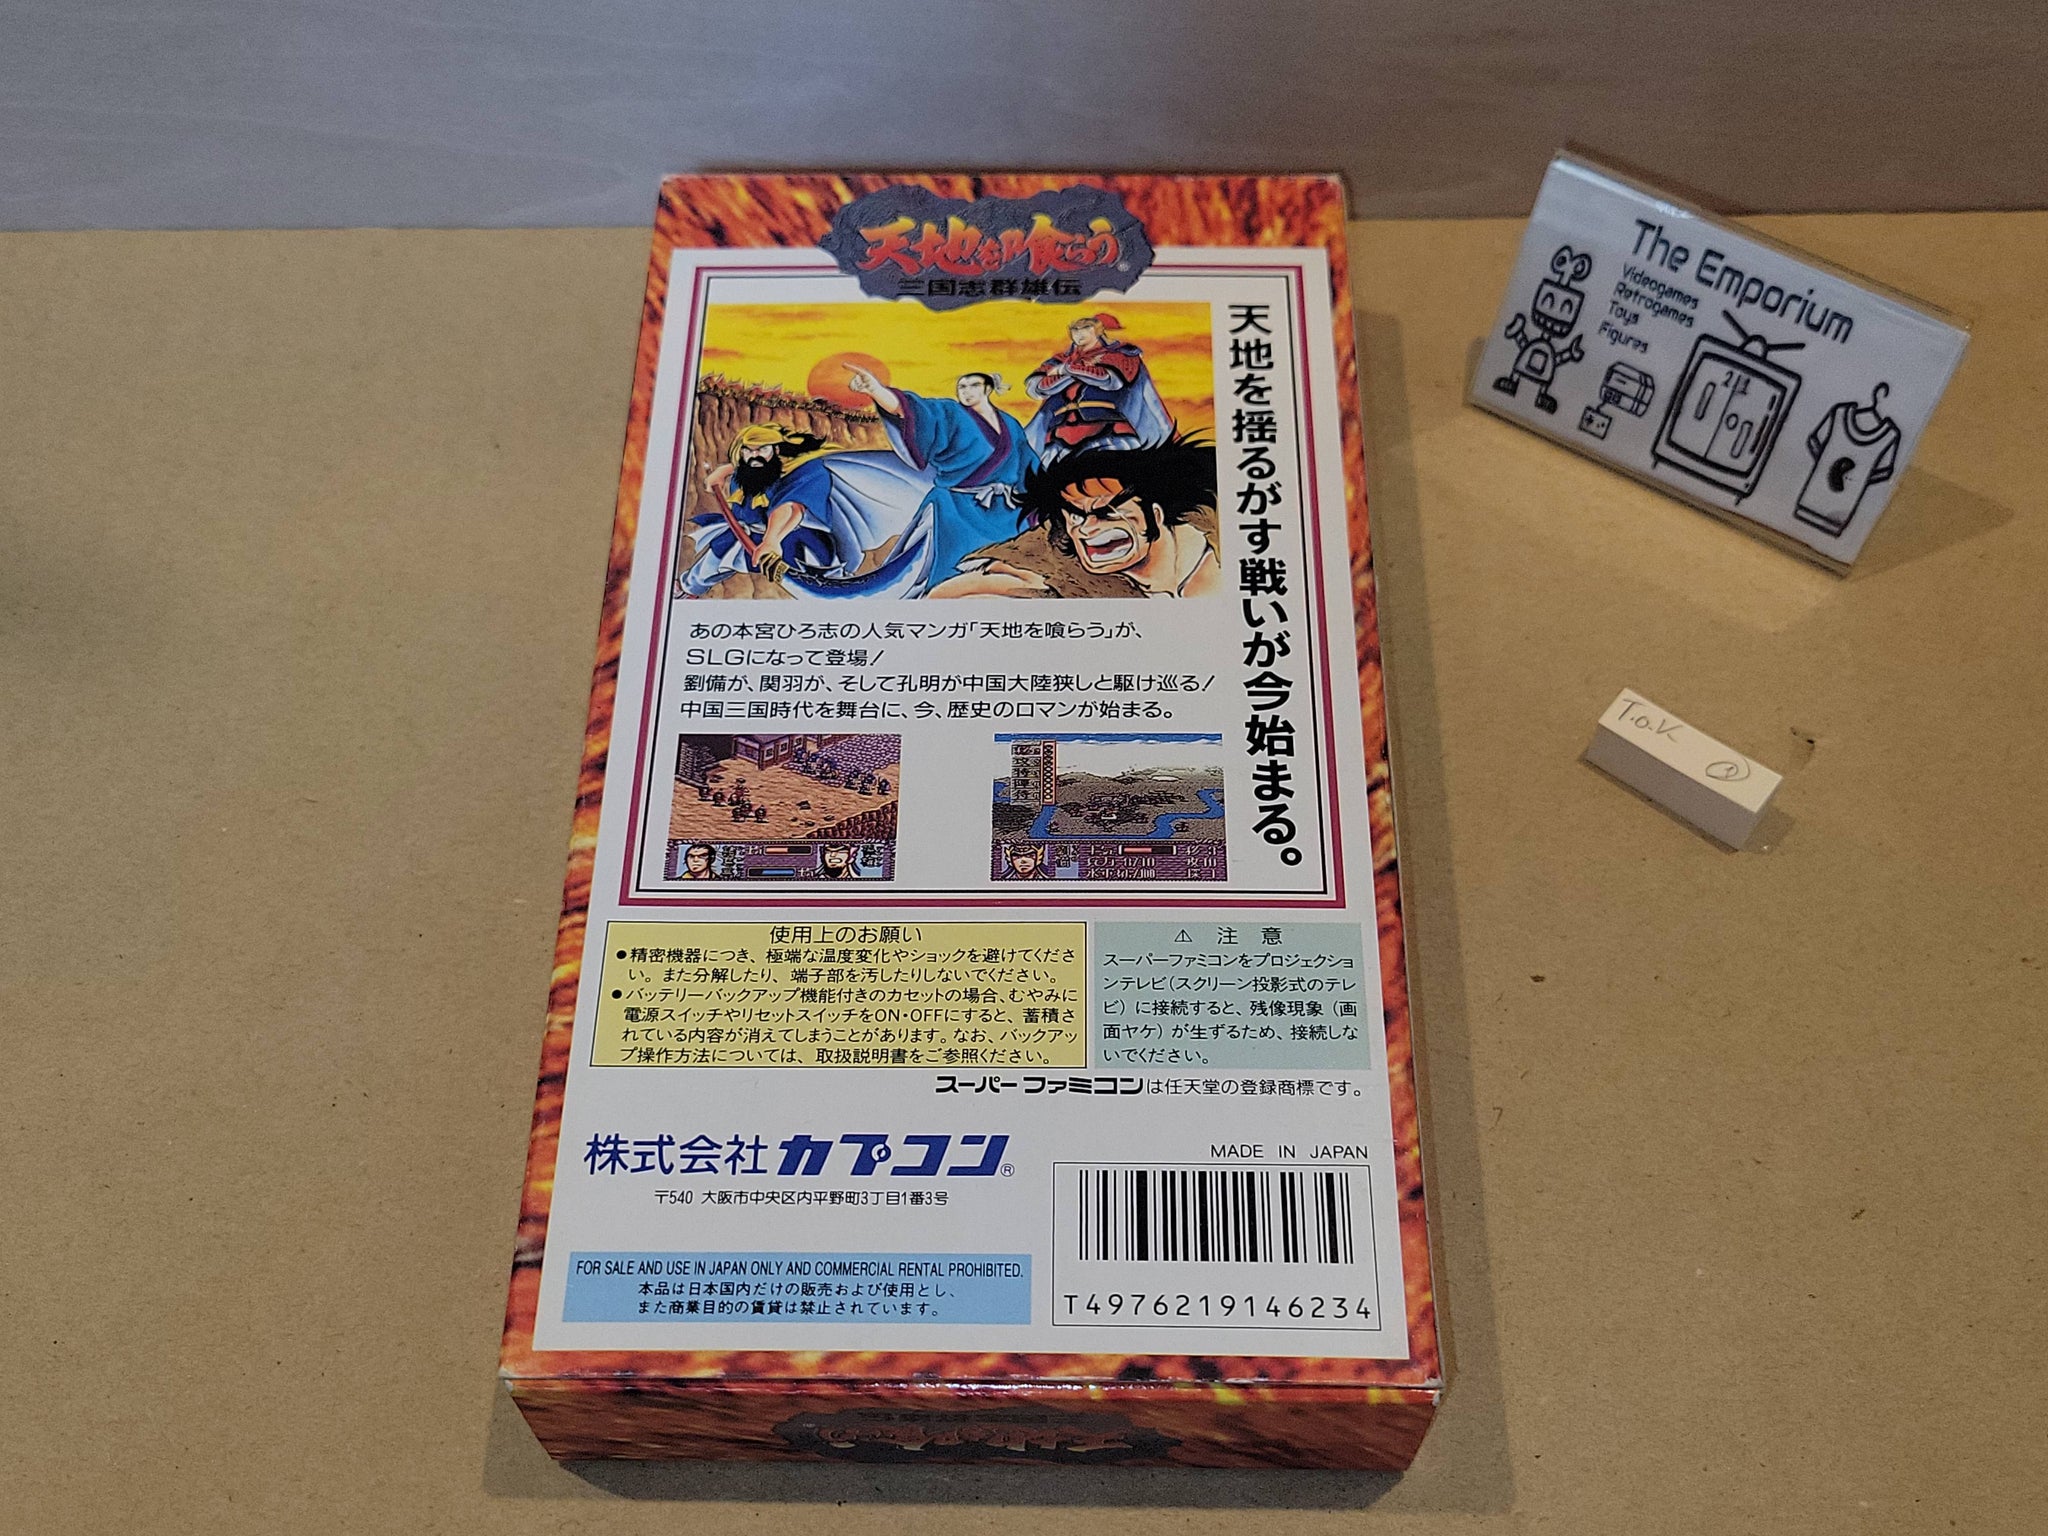 天地を喰らう®
三国志群雄伝
天地を揺るがす戦いが今始まる。
あの本宮ひろ志の人気マンガ「天地を喰らう」が、
SLGになって登場!
劉備が、関羽が、そして孔明が中国大陸狭しと駆け巡る!
中国三国時代を舞台に、今、歴史のロマンが始まる。
使用上のお願い
●精密機器につき、極端な温度変化やショックを避けてくださ
い。また分解したり、端子部を汚したりしないでください。
●バッテリーバックアップ機能付きのカセットの場合、むやみに
電源スイッチやリセットスイッチをON・OFFにすると、蓄積さ
れている内容が消えてしまうことがあります。なお、バックアッ
プ操作方法については、取扱説明書をご参照ください。
⚠ 注意
スーパーファミコンをプロジェクショ
ンテレビ(スクリーン投影式のテレ
ビ)に接続すると、残像現象(画
面ヤケ)が生ずるため、接続しな
いでください。
スーパーファミコンは任天堂の登録商標です。
株式会社カプコン®
〒540 大阪市中央区内平野町3丁目1番3号
MADE IN JAPAN
T4976219146234
FOR SALE AND USE IN JAPAN ONLY AND COMMERCIAL RENTAL PROHIBITED.
本品は日本国内だけの販売および使用とし、
また商業目的の賃貸は禁止されています。
The Emporium
Videogames
Retrogames
Toys
Figures
T.o.K.